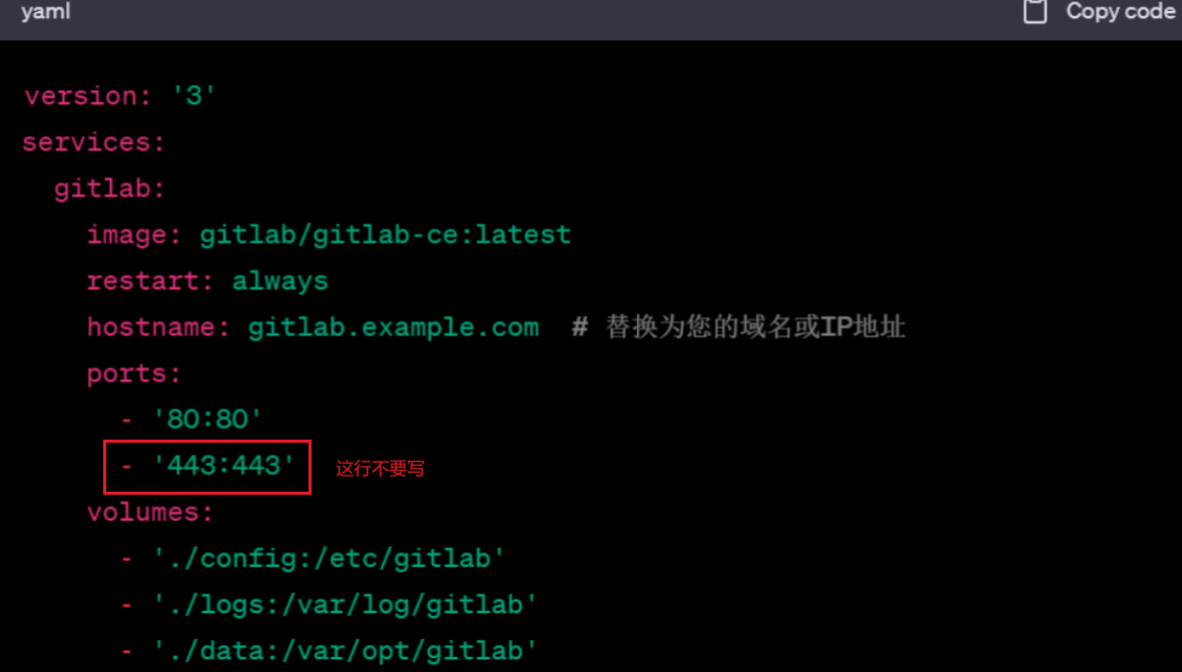 yaml Copy code
version: '3'
services:
gitlab:
image: gitlab/gitlab-ce:latest
restart: always
hostname: gitlab.example.com # 替换为您的域名或IP地址
ports:
- '80:80'
- '443:443' 这行不要写
volumes:
- './config:/etc/gitlab'
- './logs:/var/log/gitlab'
- './data:/var/opt/gitlab'